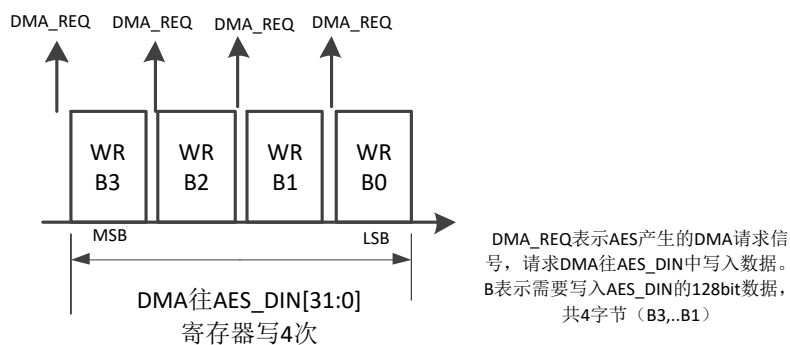 DMA_REQ DMA_REQ DMA_REQ DMA_REQ
WR WR WR WR
B3 B2 B1 B0
MSB LSB
DMA往AES_DIN[31:0]
寄存器写4次
DMA_REQ表示AES产生的DMA请求信
号，请求DMA往AES_DIN中写入数据。
B表示需要写入AES_DIN的128bit数据，
共4字节（B3,..B1）